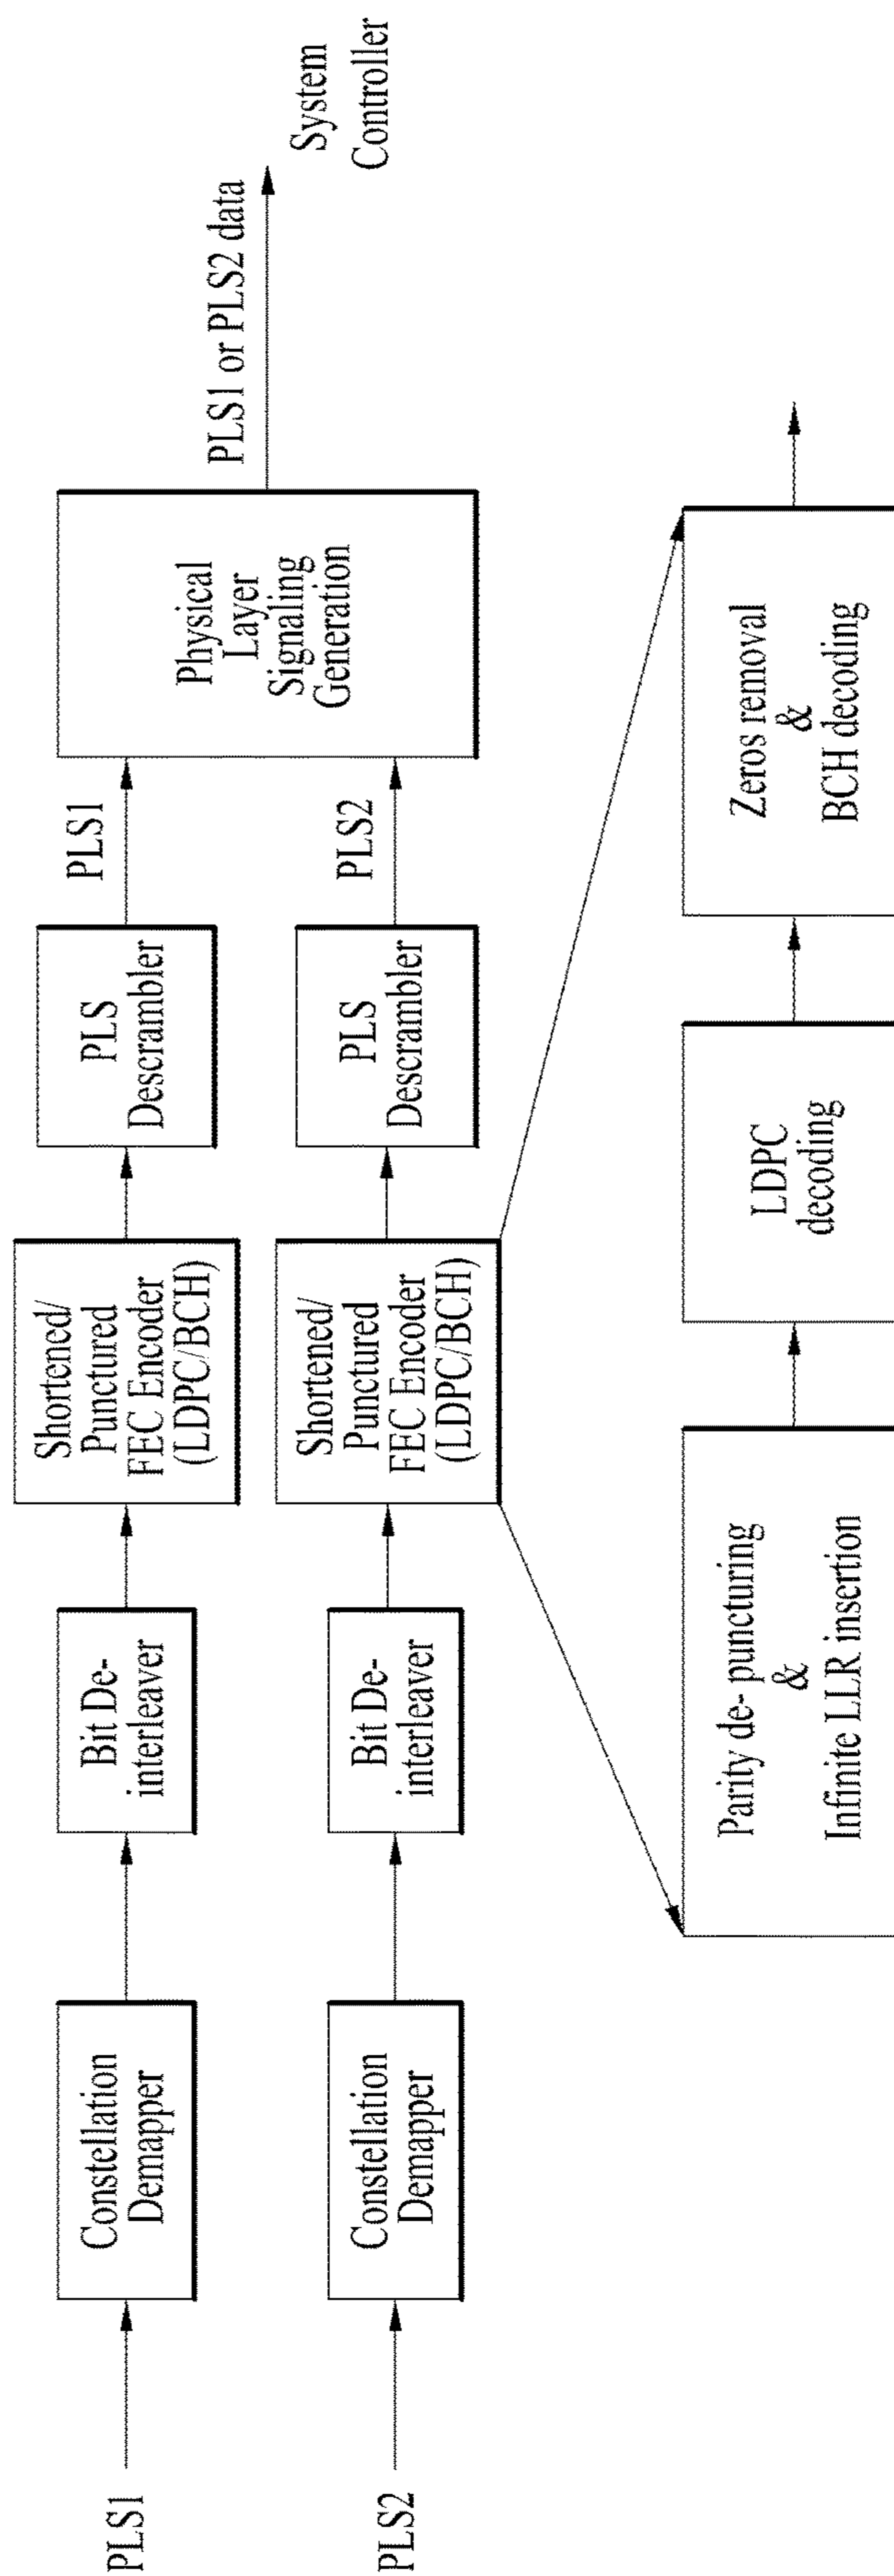 PLS1
Constellation
Demapper
Bit De-
interleaver
Shortened/
Punctured
FEC Encoder
(LDPC/BCH)
PLS
Descrambler
PLS1
Physical
Layer
Signaling
Generation
PLS1 or PLS2 data
System
Controller
PLS2
Constellation
Demapper
Bit De-
interleaver
Shortened/
Punctured
FEC Encoder
(LDPC/BCH)
PLS
Descrambler
PLS2
Parity de- puncturing
&
Infinite LLR insertion
LDPC
decoding
Zeros removal
&
BCH decoding